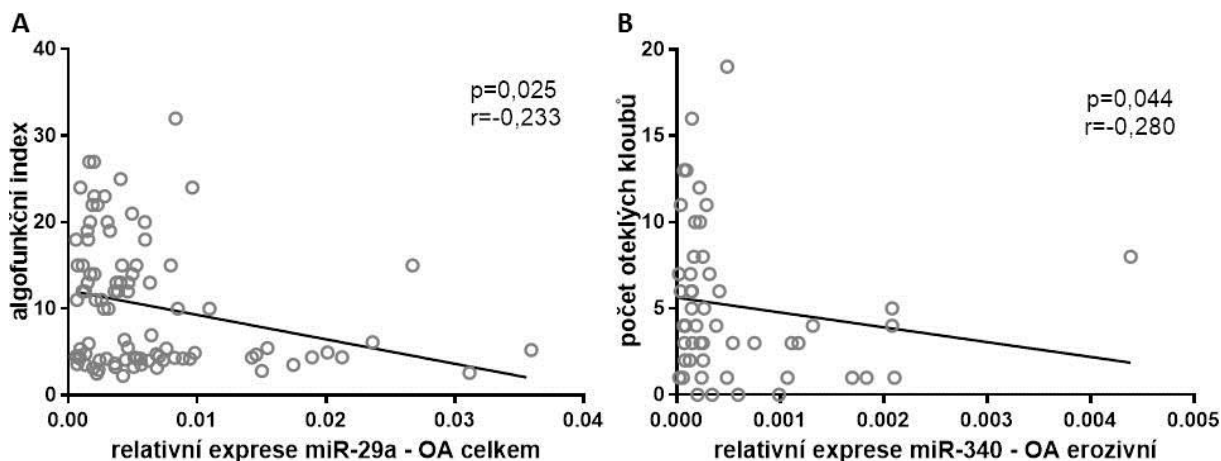 A
algofunkční index
40
30
20
10
0
p=0,025
r=-0,233
0.00 0.01 0.02 0.03 0.04
relativní exprese miR-29a - OA celkem
B
počet oteklých kloubů
20
15
10
5
0
p=0,044
r=-0,280
0.000 0.001 0.002 0.003 0.004 0.005
relativní exprese miR-340 - OA erozivní